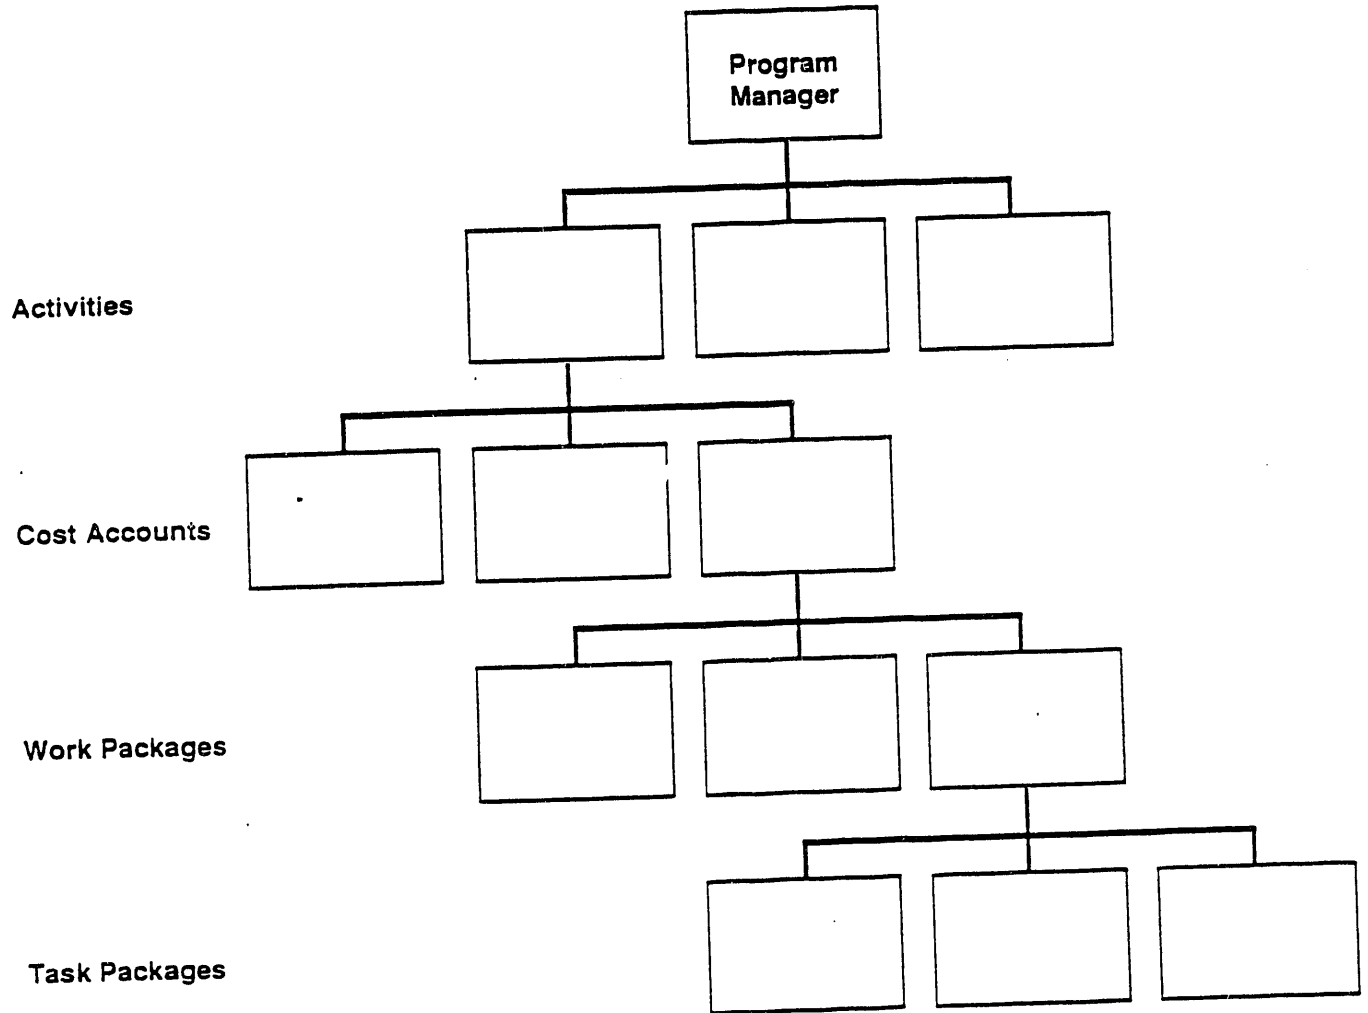 Program
Manager
Activities
Cost Accounts
Work Packages
Task Packages